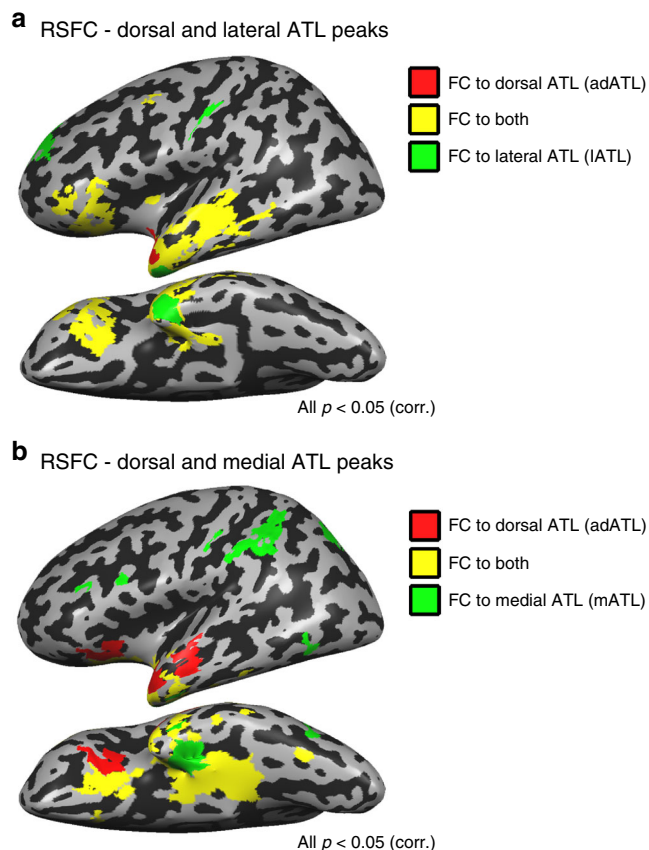 a RSFC - dorsal and lateral ATL peaks
FC to dorsal ATL (adATL)
FC to both
FC to lateral ATL (lATL)
All p < 0.05 (corr.)
b RSFC - dorsal and medial ATL peaks
FC to dorsal ATL (adATL)
FC to both
FC to medial ATL (mATL)
All p < 0.05 (corr.)